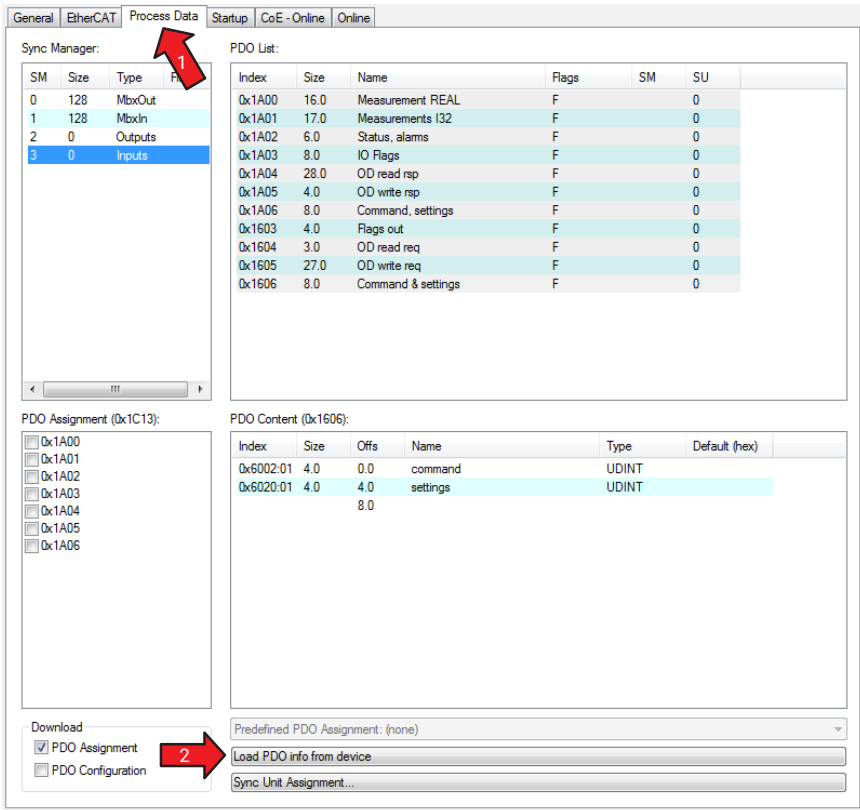 General EtherCAT Process Data Startup CoE - Online Online
1
Sync Manager:
SM Size Type
0 128 MbxOut
1 128 MbxIn
2 0 Outputs
3 0 Inputs
PDO List:
Index Size Name Flags SM SU
0x1A00 16.0 Measurement REAL F 0
0x1A01 17.0 Measurements I32 F 0
0x1A02 6.0 Status, alarms F 0
0x1A03 8.0 IO Flags F 0
0x1A04 28.0 OD read rsp F 0
0x1A05 4.0 OD write rsp F 0
0x1A06 8.0 Command, settings F 0
0x1603 4.0 Flags out F 0
0x1604 3.0 OD read req F 0
0x1605 27.0 OD write req F 0
0x1606 8.0 Command & settings F 0
PDO Assignment (0x1C13):
0x1A00
0x1A01
0x1A02
0x1A03
0x1A04
0x1A05
0x1A06
PDO Content (0x1606):
Index Size Offs Name Type Default (hex)
0x6002:01 4.0 0.0 command UDINT
0x6020:01 4.0 4.0 settings UDINT
8.0
Download
PDO Assignment
PDO Configuration
2
Predefined PDO Assignment: (none)
Load PDO info from device
Sync Unit Assignment...